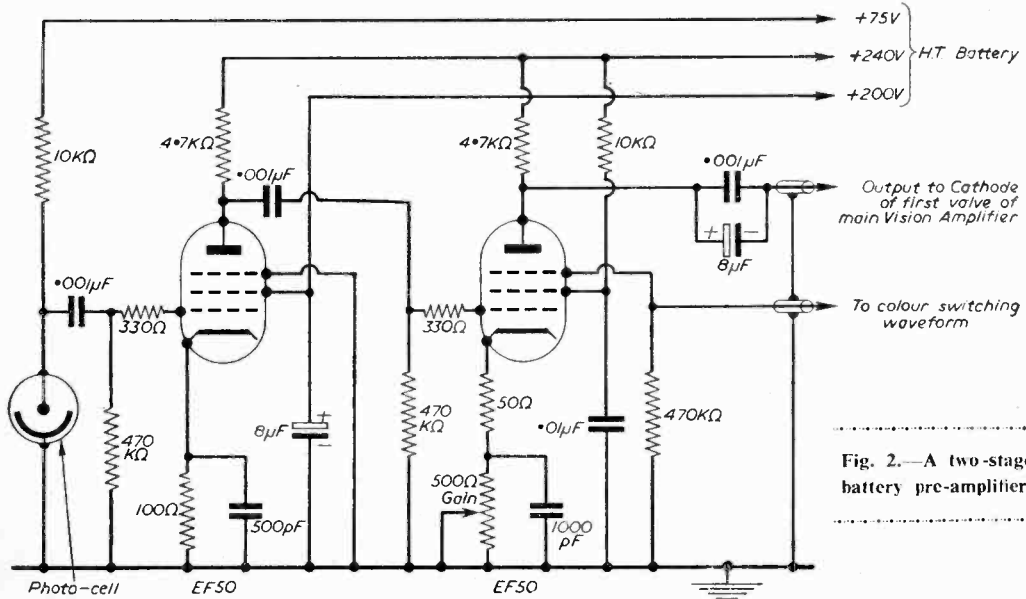 +75V
+240V
H.T. Battery
+200V
10KΩ
4·7KΩ
·001μF
4·7KΩ
10KΩ
·001μF
Output to Cathode
of first valve of
main Vision Amplifier
+ -
8μF
·001μF
330Ω
330Ω
To colour switching
waveform
470
KΩ
8μF
+
-
470
KΩ
50Ω
·01μF
470KΩ
100Ω
500pF
500Ω
Gain
1000
pF
Fig. 2.—A two-stage
battery pre-amplifier
Photo-cell
EF50
EF50